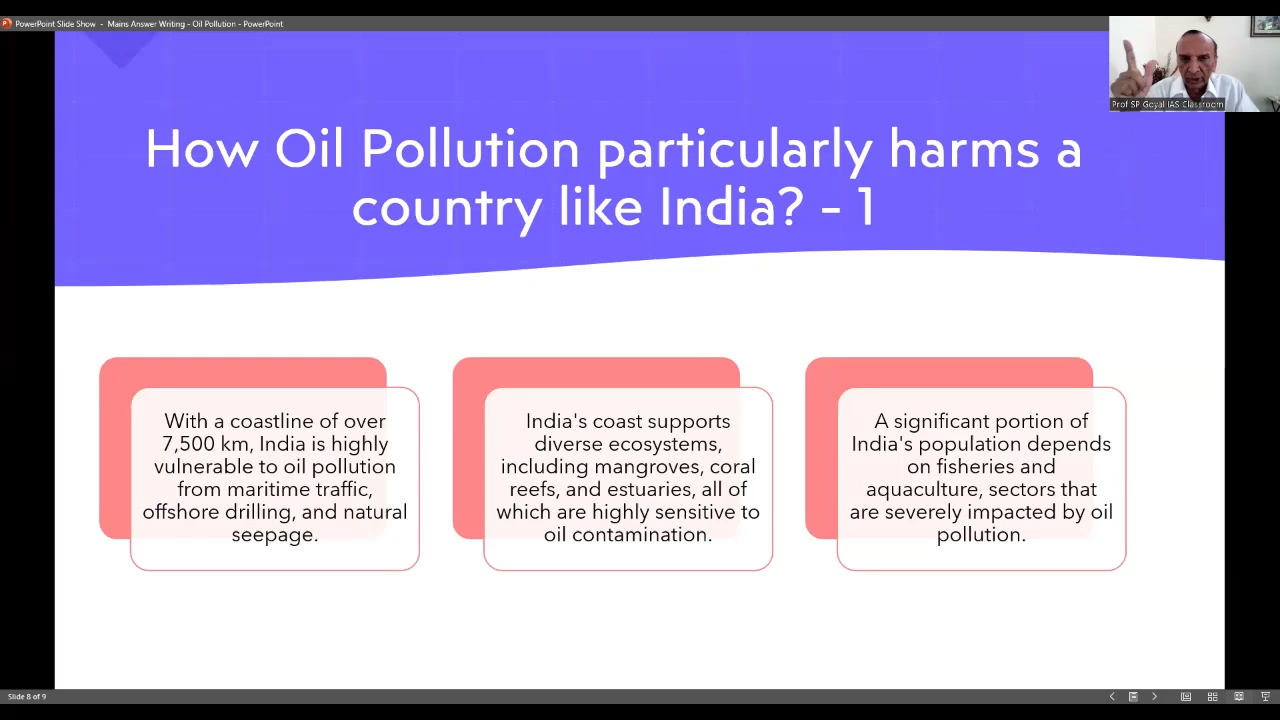 PowerPoint Slide Show - Mains Answer Writing - Oil Pollution - PowerPoint
Prof SP Goyal IAS Classroom
How Oil Pollution particularly harms a
country like India? - 1
With a coastline of over
7,500 km, India is highly
vulnerable to oil pollution
from maritime traffic,
offshore drilling, and natural
seepage.
India's coast supports
diverse ecosystems,
including mangroves, coral
reefs, and estuaries, all of
which are highly sensitive to
oil contamination.
A significant portion of
India's population depends
on fisheries and
aquaculture, sectors that
are severely impacted by oil
pollution.
Slide 8 of 9